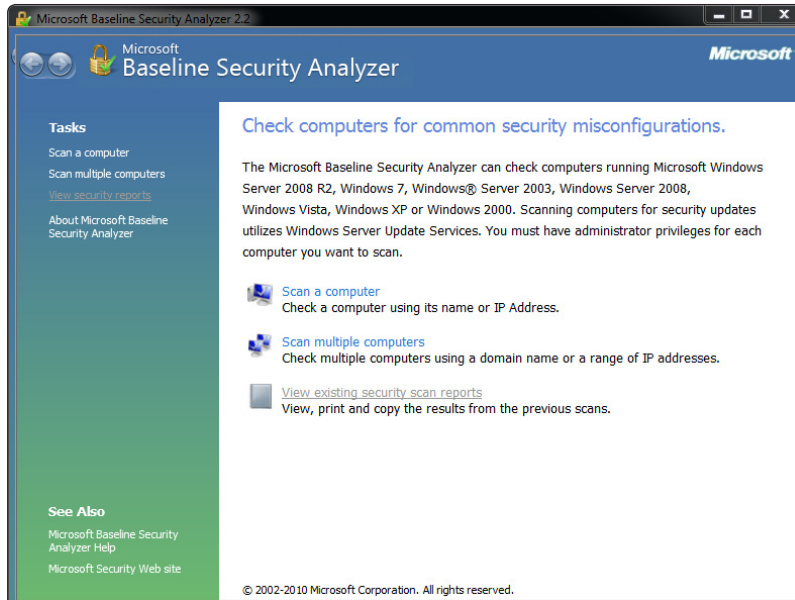 Microsoft Baseline Security Analyzer 2.2
Microsoft
Baseline Security Analyzer
Microsoft
Tasks
Scan a computer
Scan multiple computers
View security reports
About Microsoft Baseline
Security Analyzer
See Also
Microsoft Baseline Security
Analyzer Help
Microsoft Security Web site
Check computers for common security misconfigurations.
The Microsoft Baseline Security Analyzer can check computers running Microsoft Windows
Server 2008 R2, Windows 7, Windows® Server 2003, Windows Server 2008,
Windows Vista, Windows XP or Windows 2000. Scanning computers for security updates
utilizes Windows Server Update Services. You must have administrator privileges for each
computer you want to scan.
Scan a computer
Check a computer using its name or IP Address.
Scan multiple computers
Check multiple computers using a domain name or a range of IP addresses.
View existing security scan reports
View, print and copy the results from the previous scans.
© 2002-2010 Microsoft Corporation. All rights reserved.